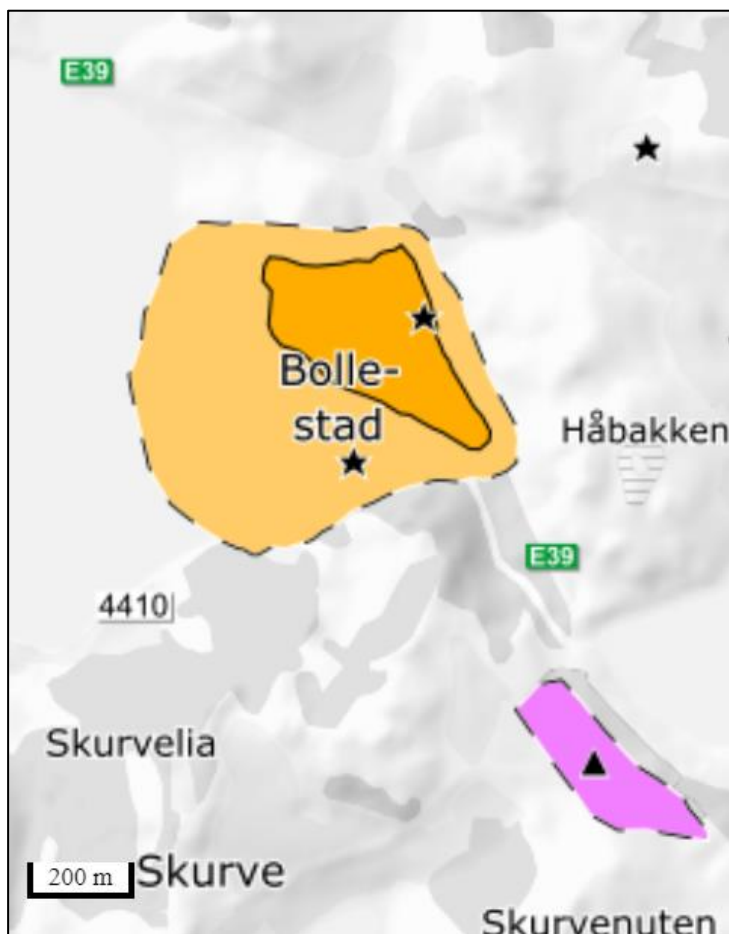 E39
Bolle-
stad
Håbakken
E39
4410
Skurvelia
200 m
Skurve
Skurvenuten